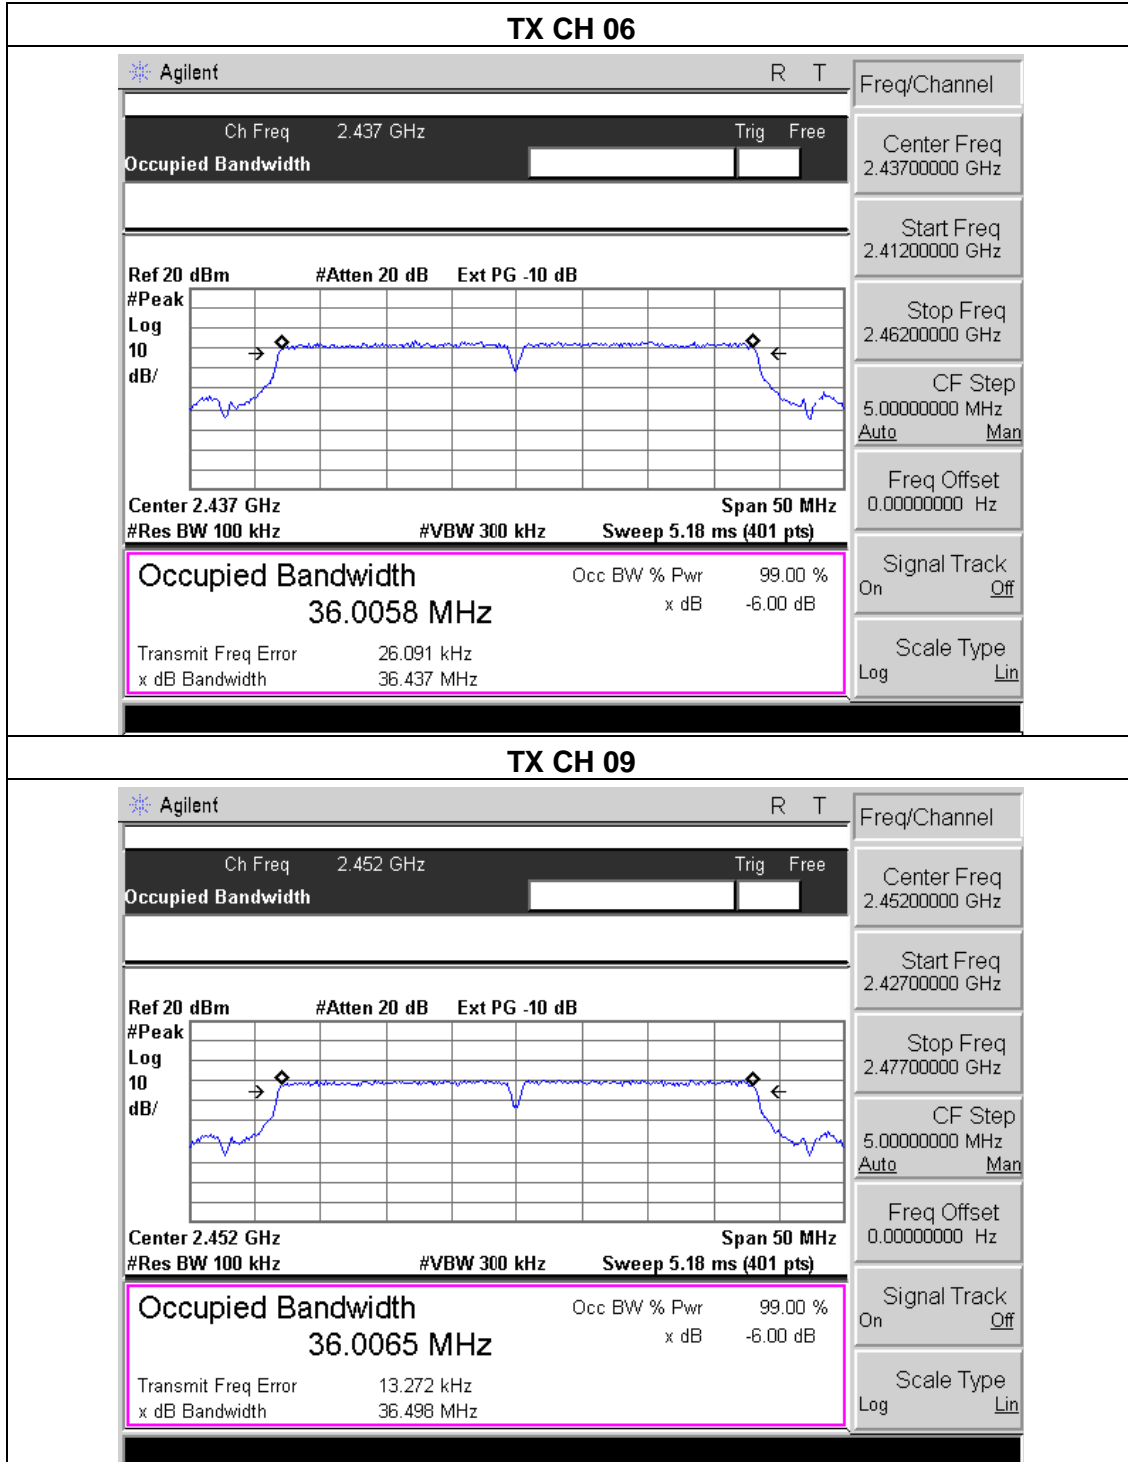 TX CH 06
Agilent R T
Freq/Channel
Ch Freq 2.437 GHz Trig Free
Occupied Bandwidth
Center Freq
2.43700000 GHz
Start Freq
2.41200000 GHz
Ref 20 dBm #Atten 20 dB Ext PG -10 dB
#Peak
Log
10
dB/
Stop Freq
2.46200000 GHz
CF Step
5.00000000 MHz
Auto Man
Center 2.437 GHz Span 50 MHz
#Res BW 100 kHz #VBW 300 kHz Sweep 5.18 ms (401 pts)
Freq Offset
0.00000000 Hz
Occupied Bandwidth Occ BW % Pwr 99.00 %
36.0058 MHz x dB -6.00 dB
Transmit Freq Error 26.091 kHz
x dB Bandwidth 36.437 MHz
Signal Track
On Off
Scale Type
Log Lin
TX CH 09
Agilent R T
Freq/Channel
Ch Freq 2.452 GHz Trig Free
Occupied Bandwidth
Center Freq
2.45200000 GHz
Start Freq
2.42700000 GHz
Ref 20 dBm #Atten 20 dB Ext PG -10 dB
#Peak
Log
10
dB/
Stop Freq
2.47700000 GHz
CF Step
5.00000000 MHz
Auto Man
Center 2.452 GHz Span 50 MHz
#Res BW 100 kHz #VBW 300 kHz Sweep 5.18 ms (401 pts)
Freq Offset
0.00000000 Hz
Occupied Bandwidth Occ BW % Pwr 99.00 %
36.0065 MHz x dB -6.00 dB
Transmit Freq Error 13.272 kHz
x dB Bandwidth 36.498 MHz
Signal Track
On Off
Scale Type
Log Lin